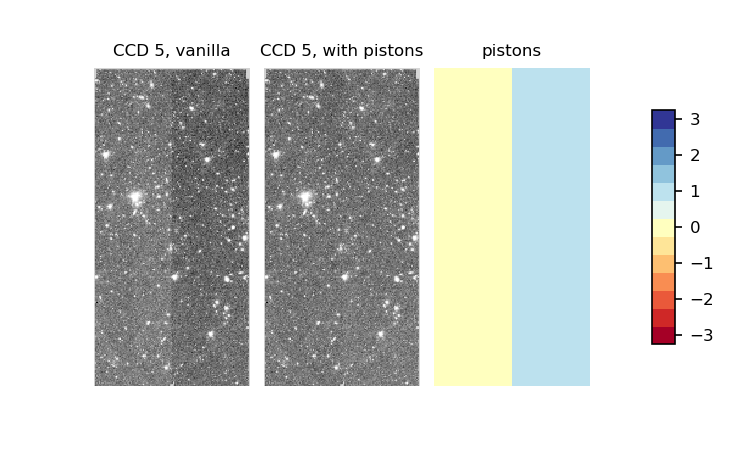 CCD 5, vanilla
CCD 5, with pistons
pistons
3
2
1
0
−1
−2
−3